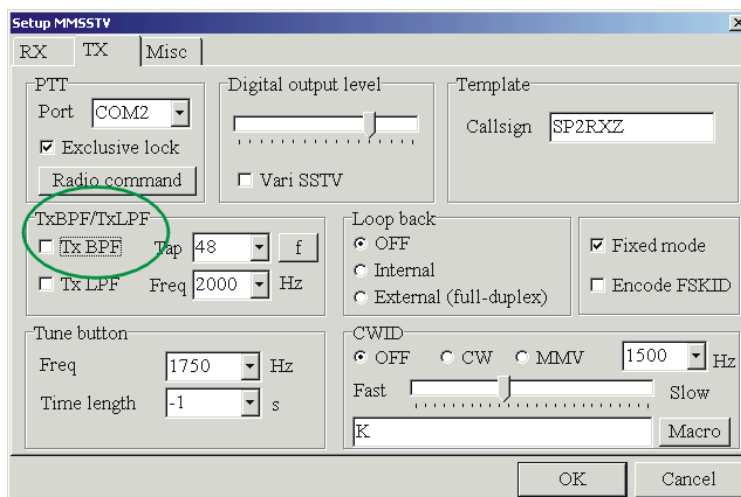 Setup MMSSTV
RX TX Misc
PTT
Port COM2
Exclusive lock
Radio command
Digital output level
Vari SSTV
Template
Callsign SP2RXZ
TxBPF/TxLPF
Tx BPF Tap 48 f
Tx LPF Freq 2000 Hz
Loop back
OFF
Internal
External (full-duplex)
Fixed mode
Encode FSKID
Tune button
Freq 1750 Hz
Time length -1 s
CWID
OFF CW MMV 1500 Hz
Fast Slow
K Macro
OK Cancel